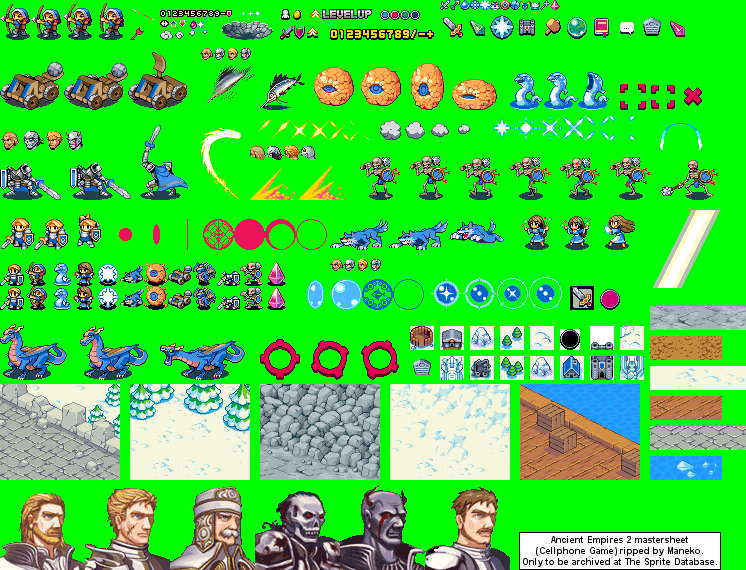 0123456789-+
LEVELUP
0123456789/-+
Ancient Empires 2 mastersheet
(Cellphone Game) ripped by Maneko.
Only to be archived at The Sprite Database.